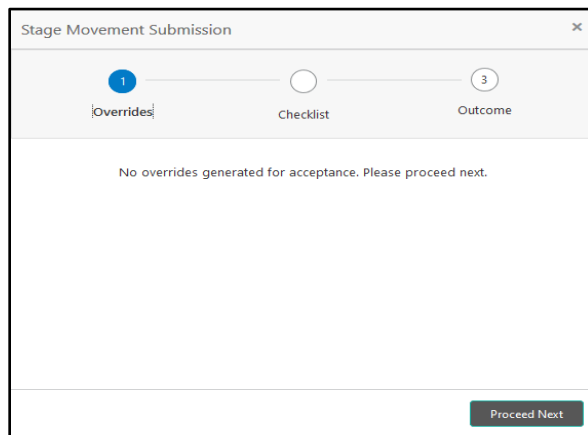 Stage Movement Submission ×
1
3
Overrides
Checklist
Outcome
No overrides generated for acceptance. Please proceed next.
Proceed Next